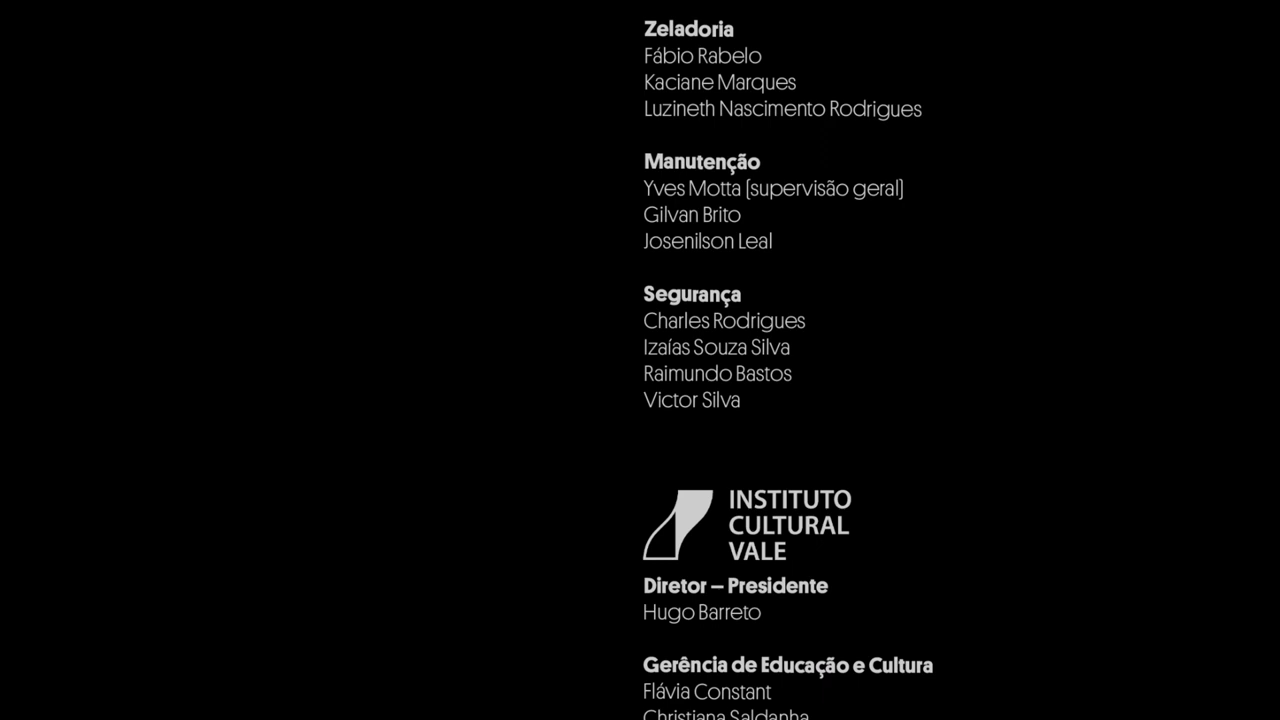 Zeladoria
Fábio Rabelo
Kaciane Marques
Luzineth Nascimento Rodrigues
Manutenção
Yves Motta (supervisão geral)
Gilvan Brito
Josenilson Leal
Segurança
Charles Rodrigues
Izaías Souza Silva
Raimundo Bastos
Victor Silva
INSTITUTO
CULTURAL
VALE
Diretor – Presidente
Hugo Barreto
Gerência de Educação e Cultura
Flávia Constant
Christiana Saldanha